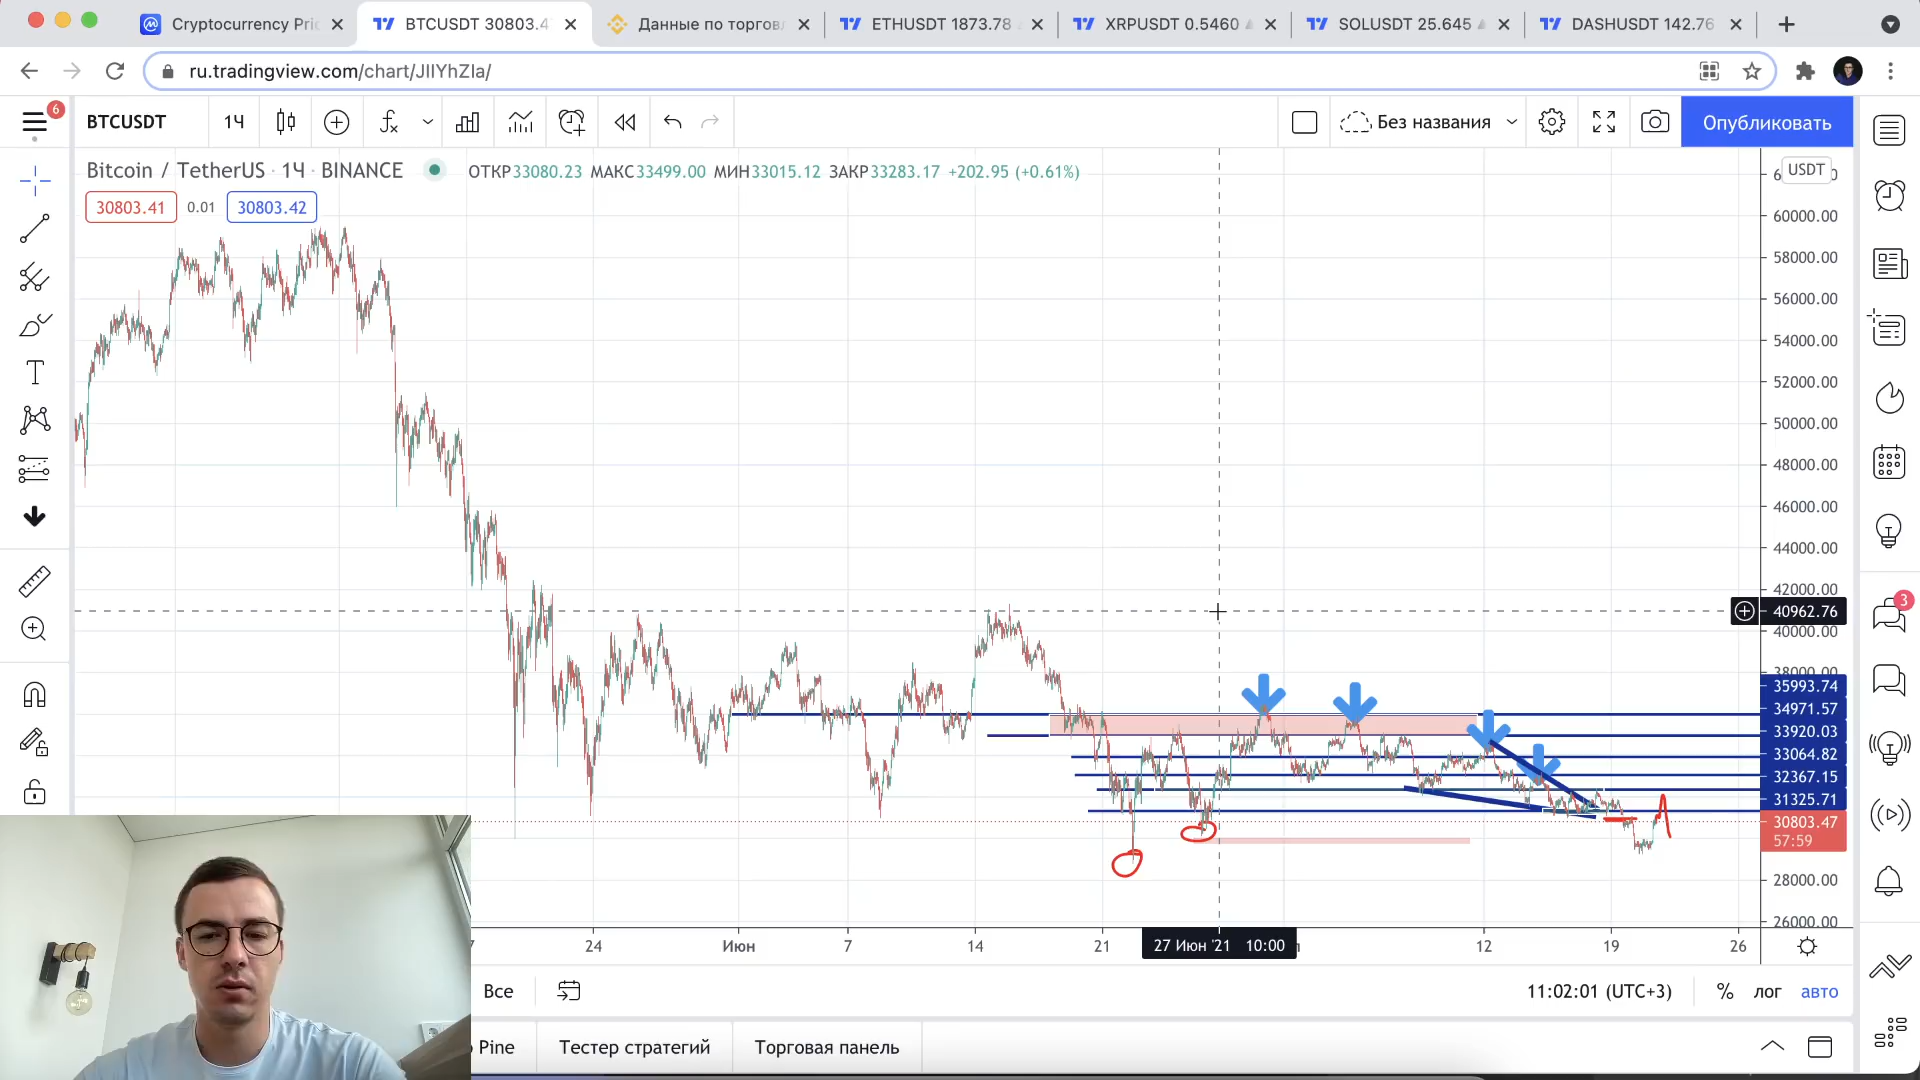 Cryptocurrency Pri
BTCUSDT 30803.4
Данные по торгов
ETHUSDT 1873.78
XRPUSDT 0.5460
SOLUSDT 25.645
DASHUSDT 142.76
ru.tradingview.com/chart/JIIYhZla/
6
BTCUSDT
1Ч
Без названия
Опубликовать
Bitcoin / TetherUS · 1Ч · BINANCE
ОТКР33080.23 МАКС33499.00 МИН33015.12 ЗАКР33283.17 +202.95 (+0.61%)
USDT
30803.41
0.01
30803.42
60000.00
58000.00
56000.00
54000.00
52000.00
50000.00
48000.00
46000.00
44000.00
42000.00
40962.76
40000.00
38000.00
35993.74
34971.57
33920.03
33064.82
32367.15
31325.71
30803.47
57:59
28000.00
26000.00
3
24
Июн
7
14
21
27 Июн '21 10:00
12
19
26
Все
11:02:01 (UTC+3)
%
лог
авто
Pine
Тестер стратегий
Торговая панель